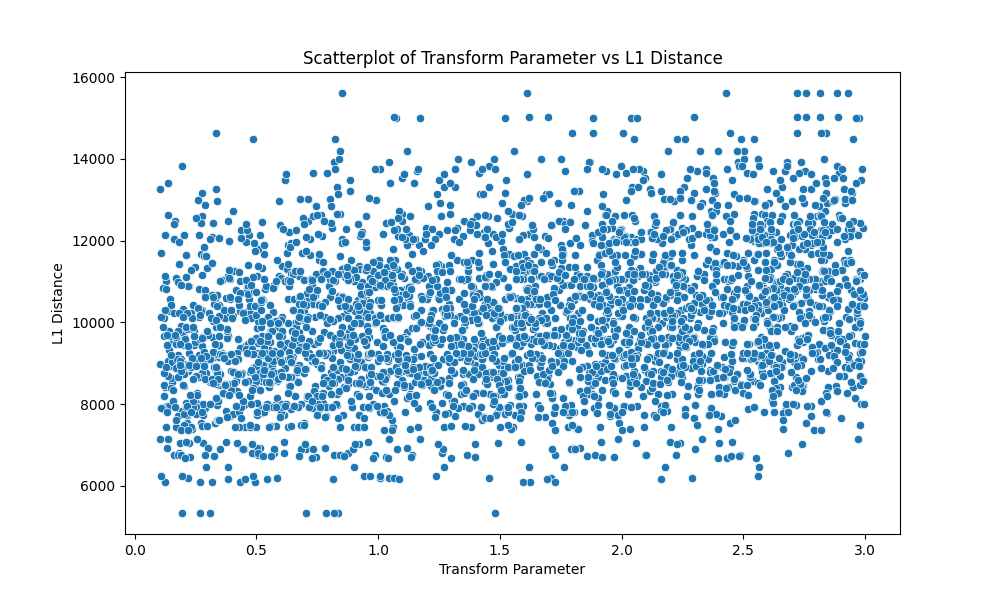 Scatterplot of Transform Parameter vs L1 Distance
16000
14000
12000
10000
8000
6000
L1 Distance
0.0 0.5 1.0 1.5 2.0 2.5 3.0
Transform Parameter